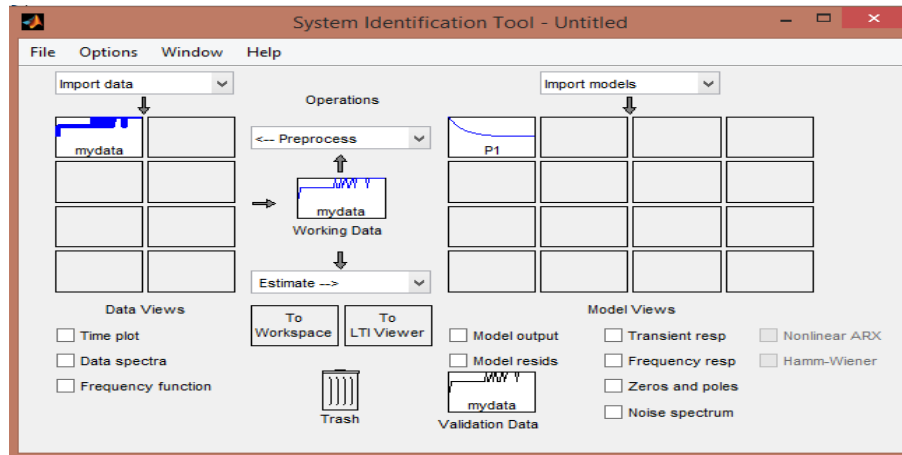 System Identification Tool - Untitled
File Options Window Help
Import data
Operations
Import models
mydata
<-- Preprocess
P1
mydata
Working Data
Estimate -->
Data Views
To Workspace
To LTI Viewer
Model Views
Time plot
Data spectra
Frequency function
Trash
Model output
Model resids
mydata
Validation Data
Transient resp
Frequency resp
Zeros and poles
Noise spectrum
Nonlinear ARX
Hamm-Wiener